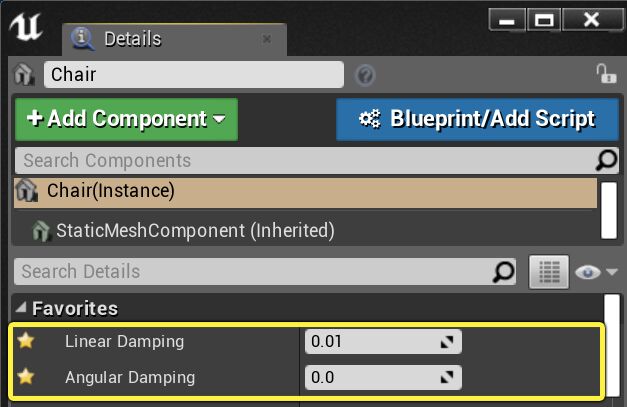 Details
Chair
Add Component
Blueprint/Add Script
Search Components
Chair(Instance)
StaticMeshComponent (Inherited)
Search Details
Favorites
Linear Damping 0.01
Angular Damping 0.0